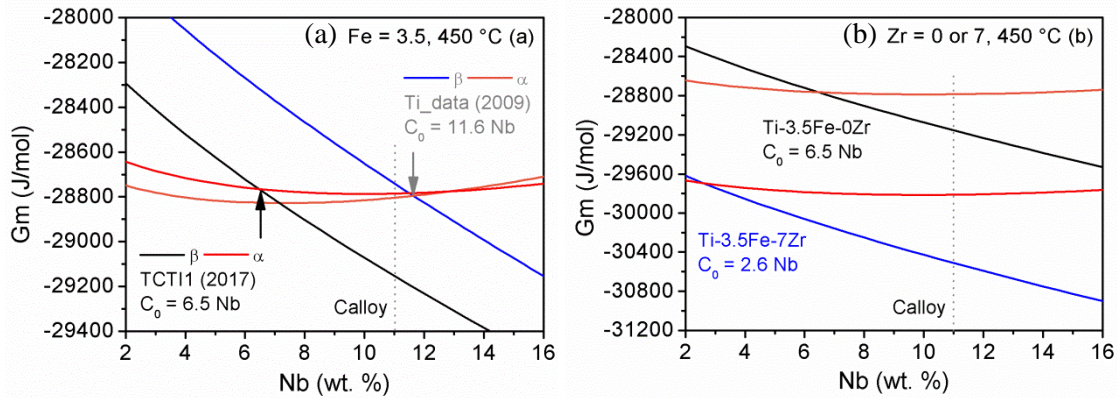 (a) Fe = 3.5, 450 °C (a)
β α
Ti_data (2009)
C₀ = 11.6 Nb
β α
TCTI1 (2017)
C₀ = 6.5 Nb
Calloy
-28000
-28200
-28400
-28600
-28800
-29000
-29200
-29400
Gm (J/mol)
2 4 6 8 10 12 14 16
Nb (wt. %)
(b) Zr = 0 or 7, 450 °C (b)
Ti-3.5Fe-0Zr
C₀ = 6.5 Nb
Ti-3.5Fe-7Zr
C₀ = 2.6 Nb
Calloy
-28000
-28400
-28800
-29200
-29600
-30000
-30400
-30800
-31200
Gm (J/mol)
2 4 6 8 10 12 14 16
Nb (wt. %)